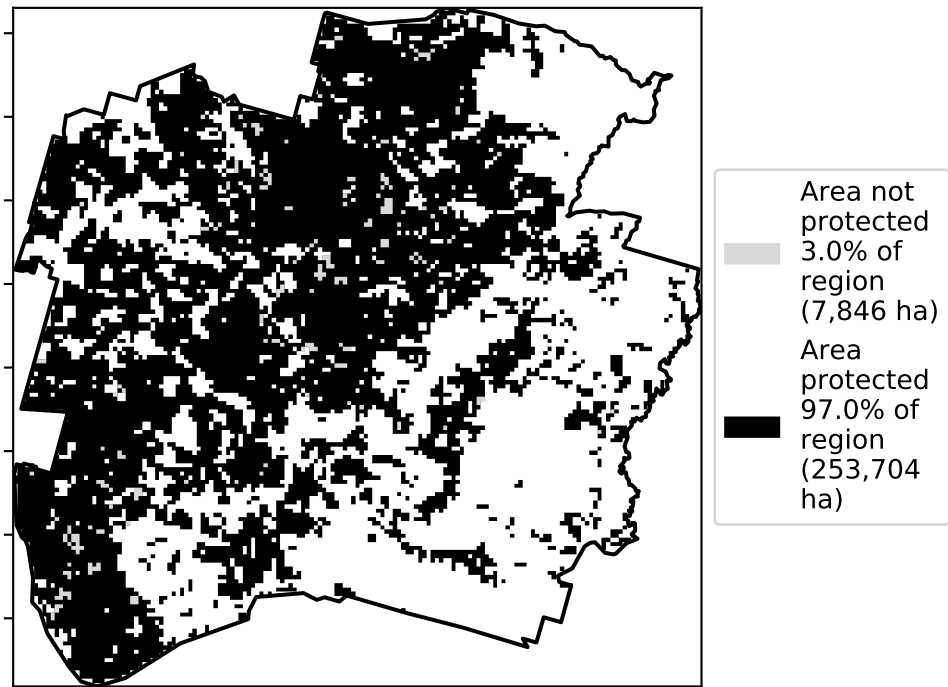 Area not
protected
3.0% of
region
(7,846 ha)
Area
protected
97.0% of
region
(253,704
ha)